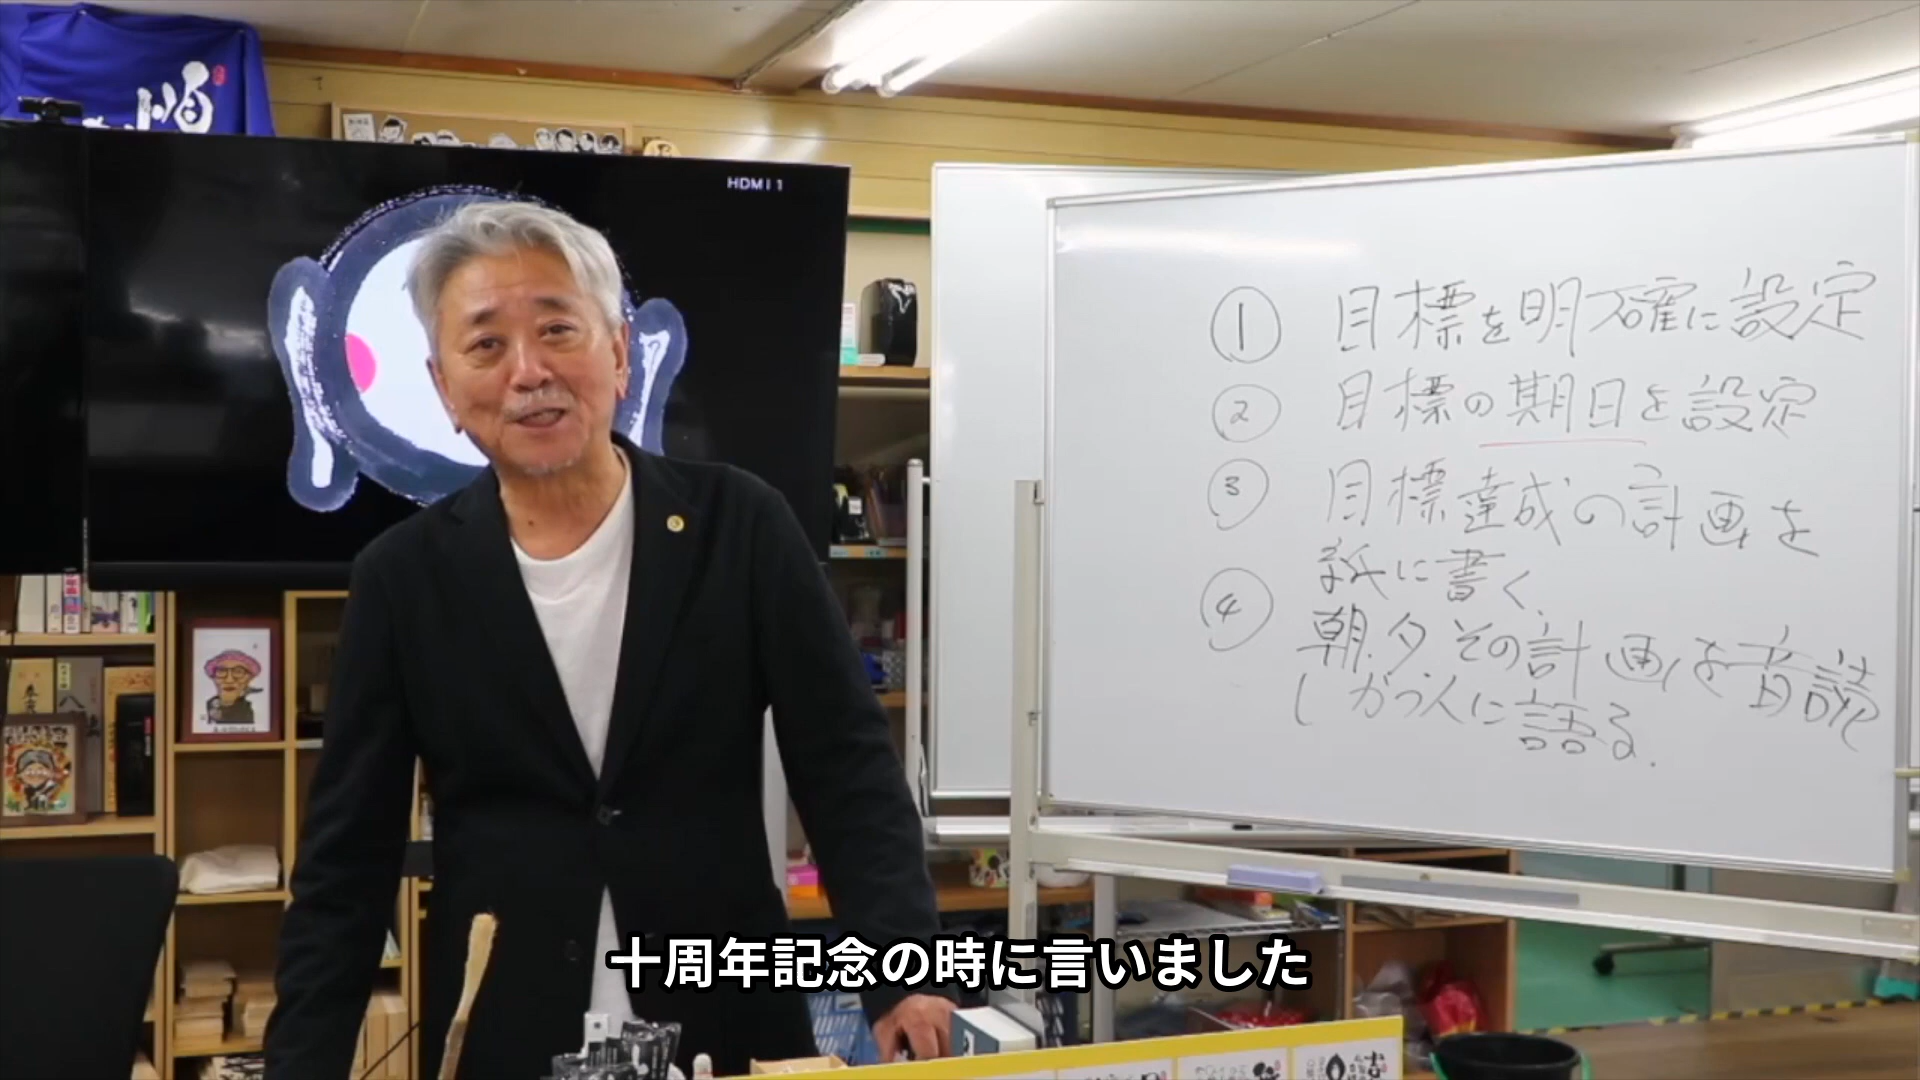 順
HDMI 1
① 目標を明確に設定
② 目標の期日を設定
③ 目標達成の計画を
紙に書く.
④ 朝夕その計画を音読
しかつ人に語る.
十周年記念の時に言いました